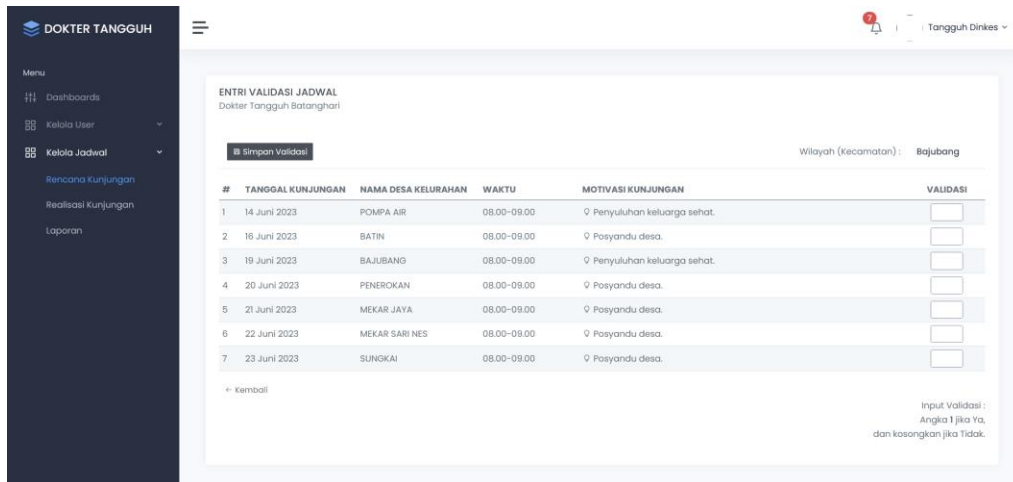 DOKTER TANGGUH
7
Tangguh Dinkes
Menu
Dashboards
Kelola User
Kelola Jadwal
Rencana Kunjungan
Realisasi Kunjungan
Laporan
ENTRI VALIDASI JADWAL
Dokter Tangguh Batanghari
Simpan Validasi
Wilayah (Kecamatan) : Bajubang
# TANGGAL KUNJUNGAN NAMA DESA KELURAHAN WAKTU MOTIVASI KUNJUNGAN VALIDASI
1 14 Juni 2023 POMPA AIR 08.00-09.00 Penyuluhan keluarga sehat.
2 16 Juni 2023 BATIN 08.00-09.00 Posyandu desa.
3 19 Juni 2023 BAJUBANG 08.00-09.00 Penyuluhan keluarga sehat.
4 20 Juni 2023 PENEROKAN 08.00-09.00 Posyandu desa.
5 21 Juni 2023 MEKAR JAYA 08.00-09.00 Posyandu desa.
6 22 Juni 2023 MEKAR SARI NES 08.00-09.00 Posyandu desa.
7 23 Juni 2023 SUNGKAI 08.00-09.00 Posyandu desa.
← Kembali
Input Validasi :
Angka 1 jika Ya,
dan kosongkan jika Tidak.